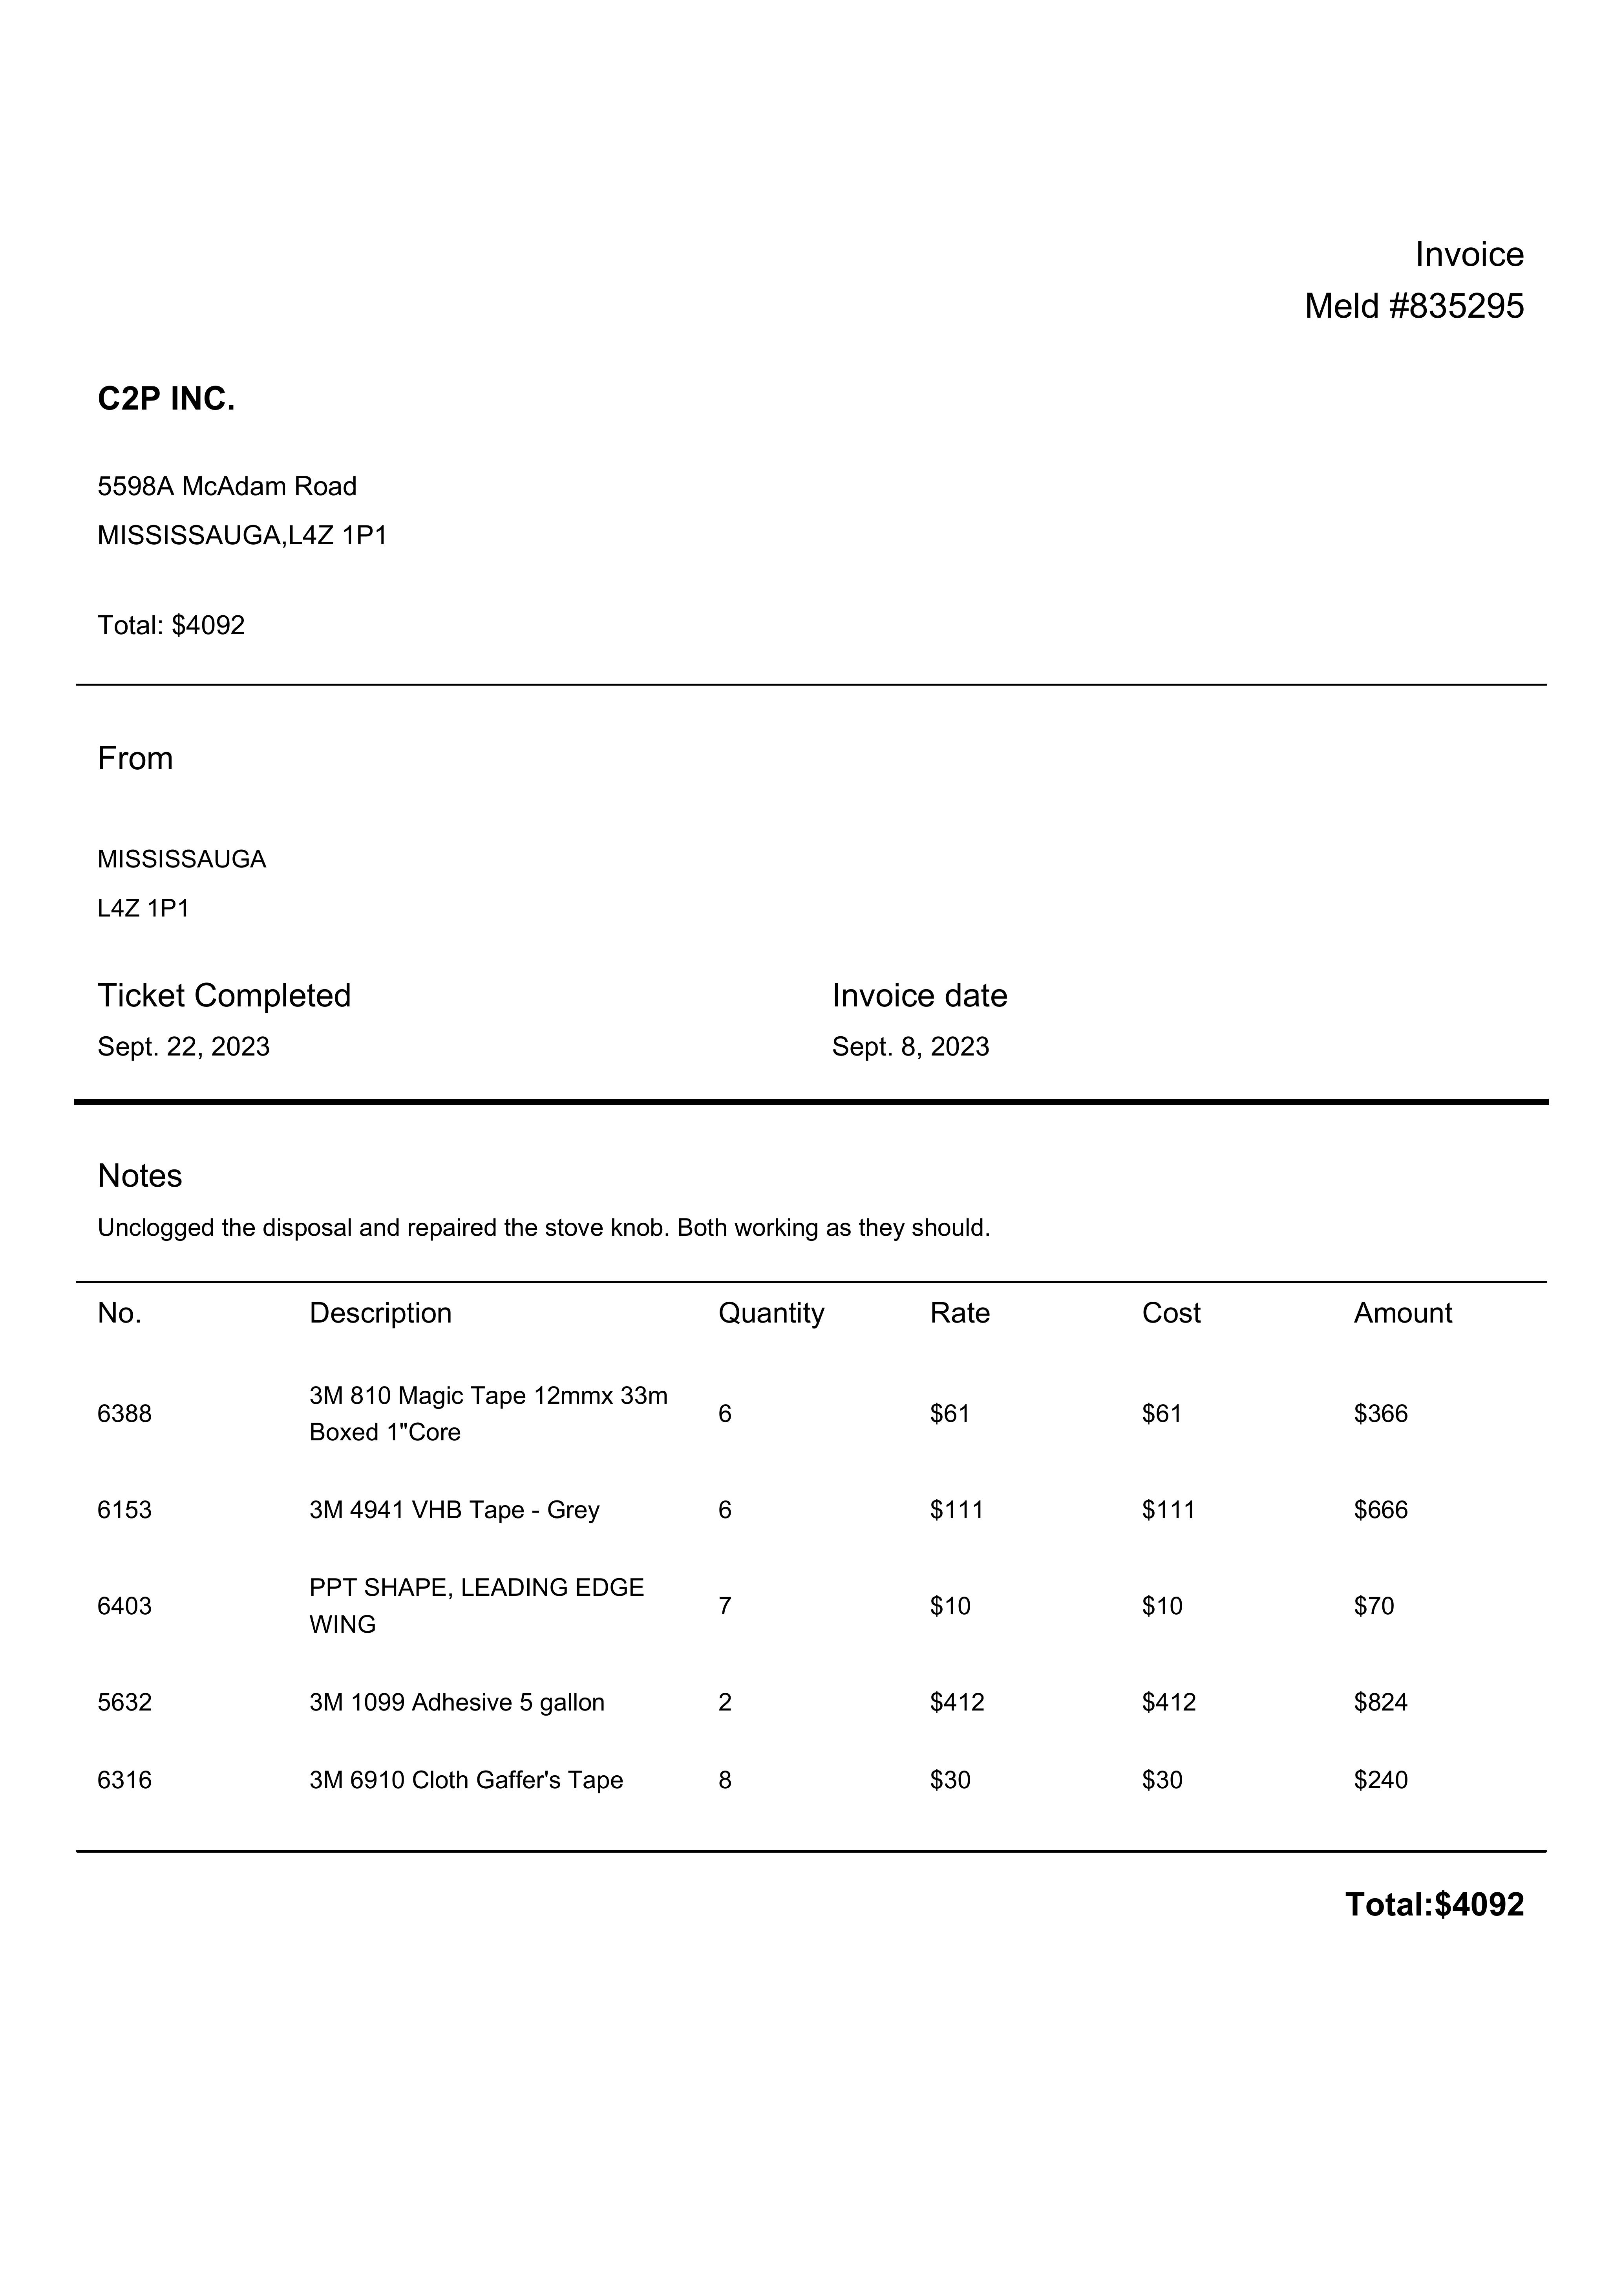 Invoice
Meld #835295
C2P INC.
5598A McAdam Road
MISSISSAUGA,L4Z 1P1
Total: $4092
From
MISSISSAUGA
L4Z 1P1
Ticket Completed Invoice date
Sept. 22, 2023 Sept. 8, 2023
Notes
Unclogged the disposal and repaired the stove knob. Both working as they should.
No. Description Quantity Rate Cost Amount
6388 3M 810 Magic Tape 12mmx 33m 6 $61 $61 $366
Boxed 1"Core
6153 3M 4941 VHB Tape - Grey 6 $111 $111 $666
6403 PPT SHAPE, LEADING EDGE 7 $10 $10 $70
WING
5632 3M 1099 Adhesive 5 gallon 2 $412 $412 $824
6316 3M 6910 Cloth Gaffer's Tape 8 $30 $30 $240
Total:$4092